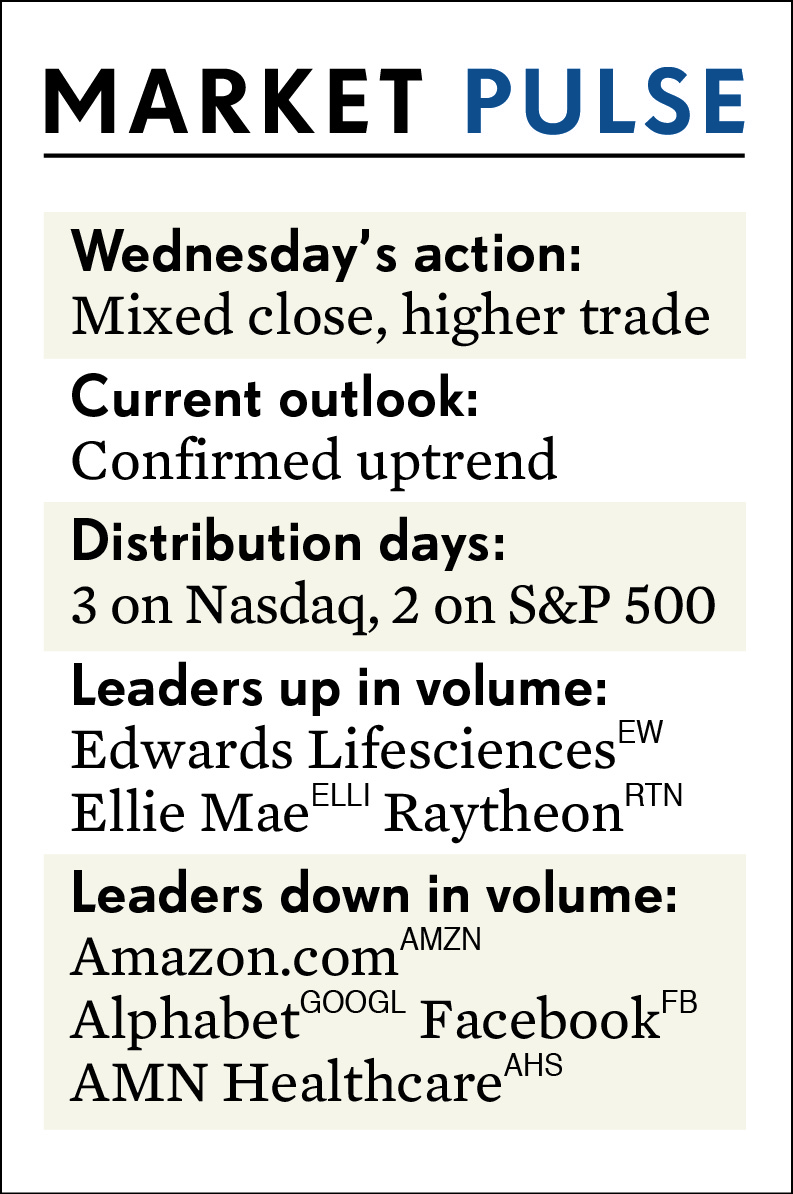 MARKET PULSE
Wednesday’s action:
Mixed close, higher trade
Current outlook:
Confirmed uptrend
Distribution days:
3 on Nasdaq, 2 on S&P 500
Leaders up in volume:
Edwards Lifesciences EW
Ellie Mae ELLI Raytheon RTN
Leaders down in volume:
Amazon.com AMZN
Alphabet GOOGL Facebook FB
AMN Healthcare AHS